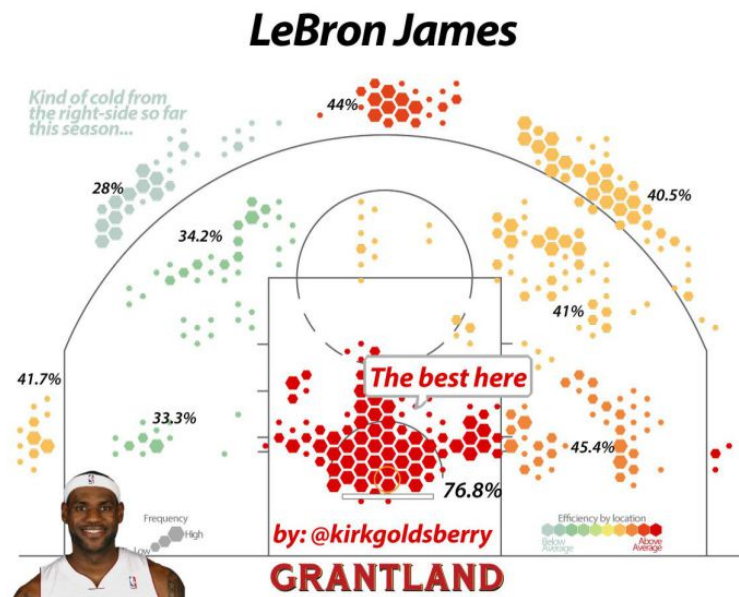 LeBron James
Kind of cold from
the right-side so far
this season...
44%
28%
40.5%
34.2%
41%
41.7%
The best here
33.3%
45.4%
76.8%
Frequency
High
Low
by: @kirkgoldsberry
Efficiency by location
Below
Average
Above
Average
GRANTLAND